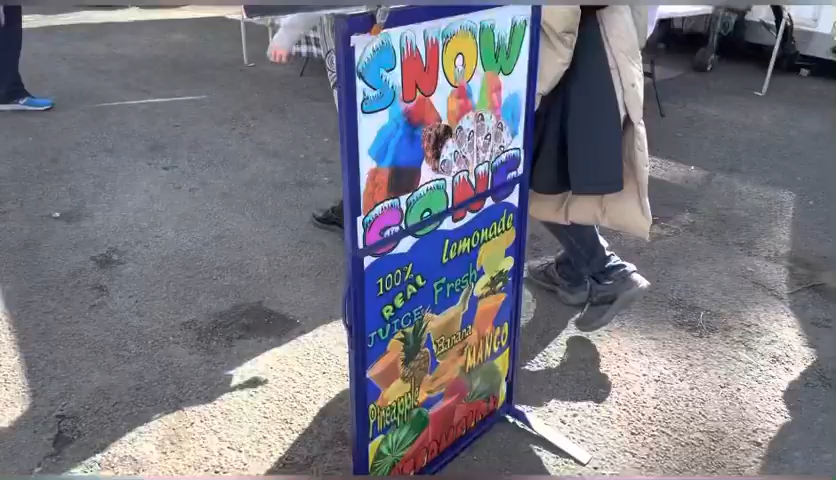 SNOW
CONE
Lemonade
100%
REAL
JUICE
Fresh
Banana
MANGO
Pineapple